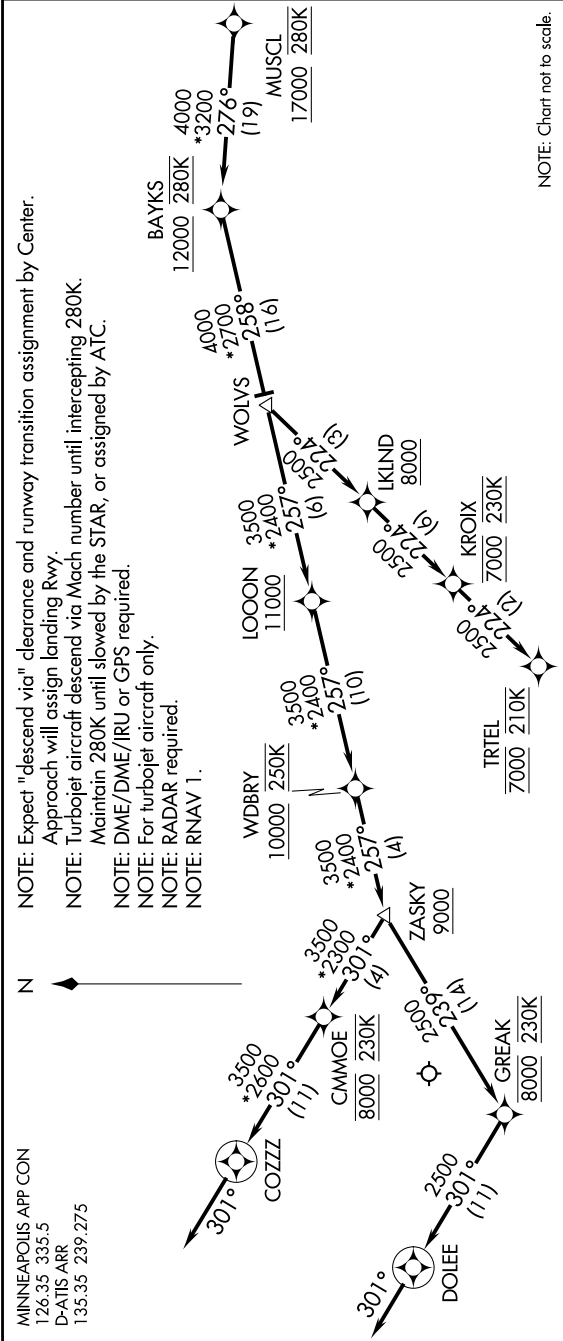 MINNEAPOLIS APP CON
126.35 335.5
D-ATIS ARR
135.35 239.275
N
NOTE: Expect "descend via" clearance and runway transition assignment by Center.
Approach will assign landing Rwy.
NOTE: Turbojet aircraft descend via Mach number until intercepting 280K.
Maintain 280K until slowed by the STAR, or assigned by ATC.
NOTE: DME/DME/IRU or GPS required.
NOTE: For turbojet aircraft only.
NOTE: RADAR required.
NOTE: RNAV 1.
MUSCL
17000 280K
4000
*3200
276°
(19)
BAYKS
12000 280K
4000
*2700
258°
(16)
WOLVS
3500
*2400
257°
(6)
LOOON
11000
3500
*2400
257°
(10)
WDBRY
10000 250K
3500
*2400
257°
(4)
ZASKY
9000
3500
*2300
301°
(4)
CMMOE
8000 230K
3500
*2600
301°
(11)
COZZZ
301°
2500
239°
(14)
GREAK
8000 230K
2500
301°
(11)
DOLEE
301°
2500
224°
(3)
LKLND
8000
2500
224°
(6)
KROIX
7000 230K
2500
224°
(2)
TRTEL
7000 210K
NOTE: Chart not to scale.